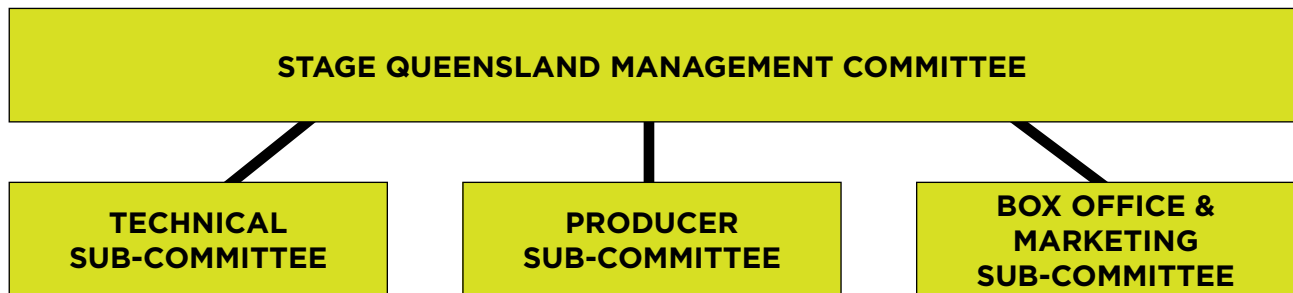 STAGE QUEENSLAND MANAGEMENT COMMITTEE
TECHNICAL
SUB-COMMITTEE
PRODUCER
SUB-COMMITTEE
BOX OFFICE &
MARKETING
SUB-COMMITTEE